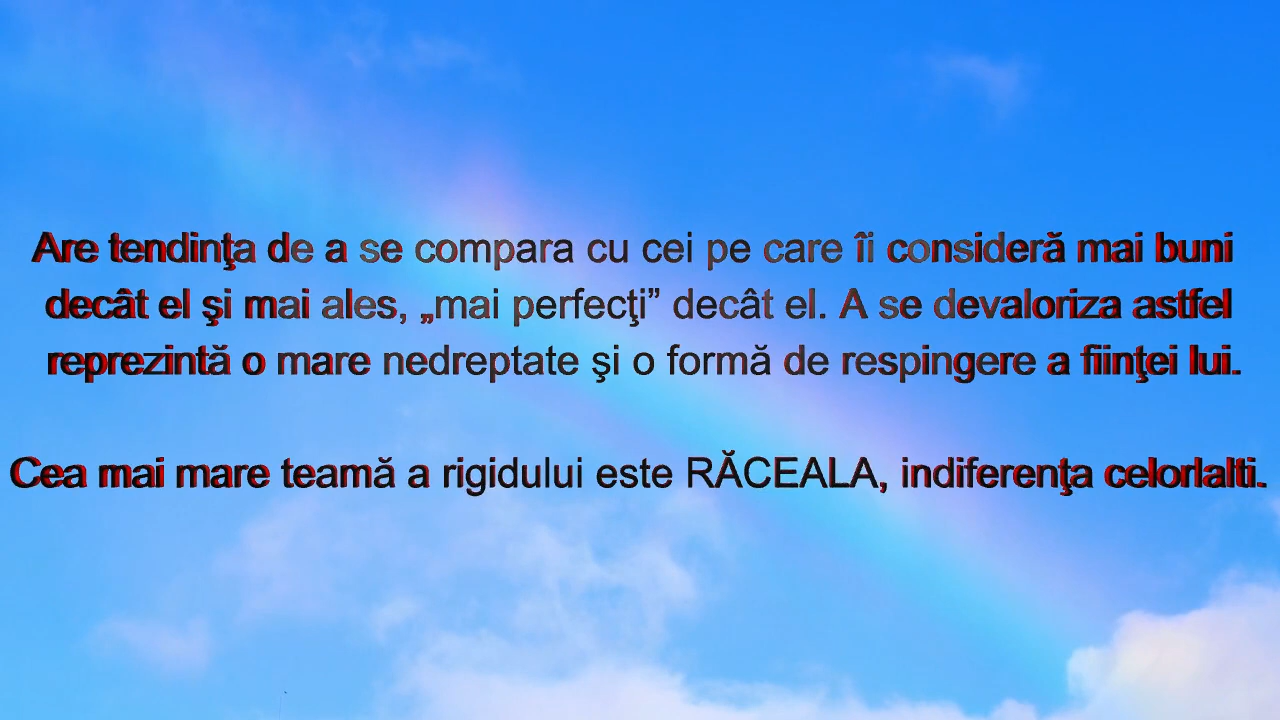 Are tendinţa de a se compara cu cei pe care îi consideră mai buni
decât el şi mai ales, „mai perfecţi” decât el. A se devaloriza astfel
reprezintă o mare nedreptate şi o formă de respingere a fiinţei lui.
Cea mai mare teamă a rigidului este RĂCEALA, indiferenţa celorlalti.